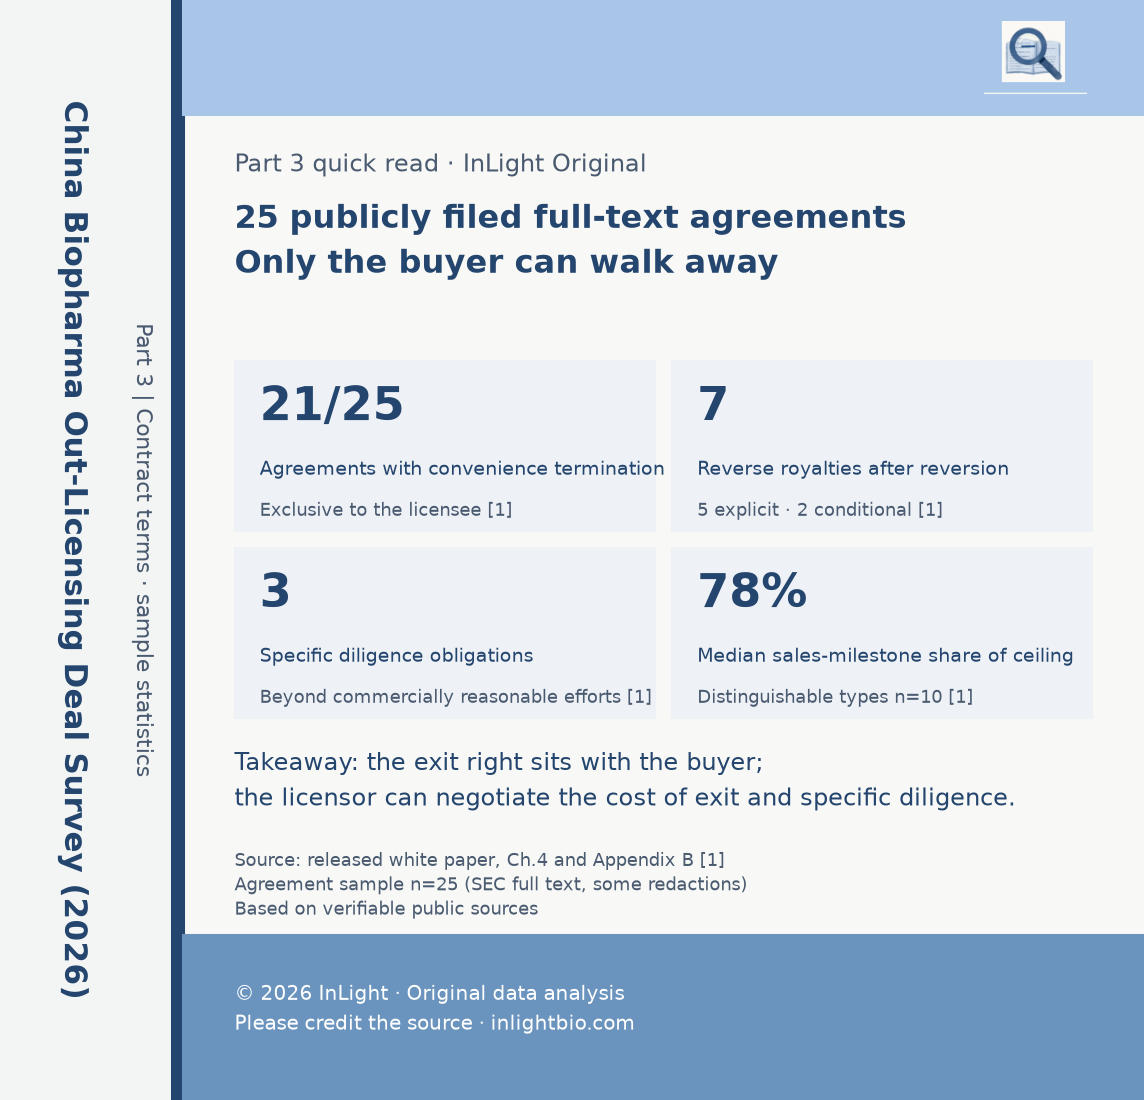 China Biopharma Out-Licensing Deal Survey (2026)
Part 3 | Contract terms · sample statistics
Part 3 quick read · InLight Original
25 publicly filed full-text agreements
Only the buyer can walk away
21/25
Agreements with convenience termination
Exclusive to the licensee [1]
7
Reverse royalties after reversion
5 explicit · 2 conditional [1]
3
Specific diligence obligations
Beyond commercially reasonable efforts [1]
78%
Median sales-milestone share of ceiling
Distinguishable types n=10 [1]
Takeaway: the exit right sits with the buyer;
the licensor can negotiate the cost of exit and specific diligence.
Source: released white paper, Ch.4 and Appendix B [1]
Agreement sample n=25 (SEC full text, some redactions)
Based on verifiable public sources
© 2026 InLight · Original data analysis
Please credit the source · inlightbio.com